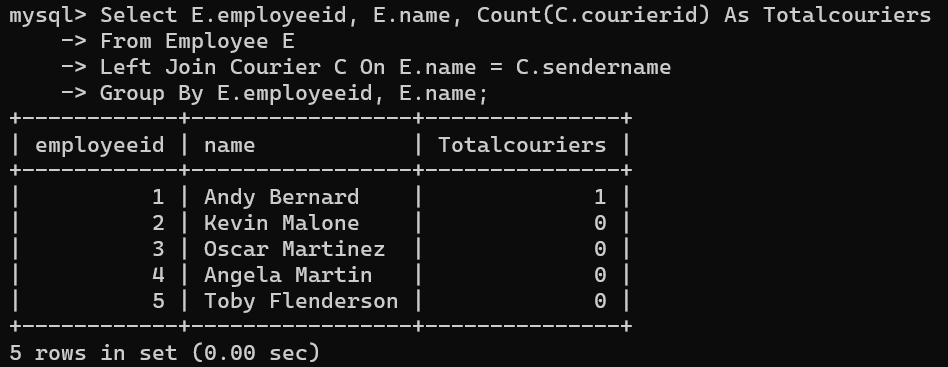 mysql> Select E.employeeid, E.name, Count(C.courierid) As Totalcouriers
    -> From Employee E
    -> Left Join Courier C On E.name = C.sendername
    -> Group By E.employeeid, E.name;
+------------+-----------------+---------------+
| employeeid | name            | Totalcouriers |
+------------+-----------------+---------------+
|          1 | Andy Bernard    |             1 |
|          2 | Kevin Malone    |             0 |
|          3 | Oscar Martinez  |             0 |
|          4 | Angela Martin   |             0 |
|          5 | Toby Flenderson |             0 |
+------------+-----------------+---------------+
5 rows in set (0.00 sec)